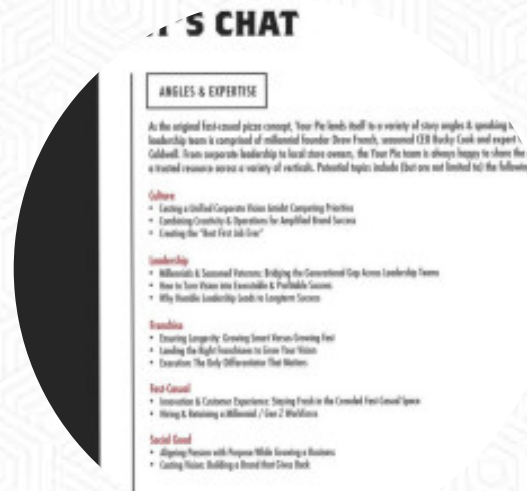 'S CHAT
ANGLES & EXPERTISE
As the original fast-casual pizza concept, Your Pie lends itself to a variety of story angles & speaking
leadership team is comprised of millennial founder Drew French, seasoned CEO Bucky Cook and expert
Caldwell. From corporate leadership to local store owners, the Your Pie team is always happy to share the
a trusted resource across a variety of verticals. Potential topics include (but are not limited to) the following
Culture
• Casting a Unified Corporate Vision Amidst Competing Priorities
• Combining Creativity & Operations for Amplified Brand Success
• Creating the "Best First Job Ever"
Leadership
• Millennials & Seasoned Veterans: Bridging the Generational Gap Across Leadership Teams
• How to Turn Vision into Executable & Profitable Success
• Why Humble Leadership Leads to Longterm Success
Franchise
• Ensuring Longevity: Growing Smart Versus Growing Fast
• Landing the Right Franchisees to Grow Your Vision
• Execution: The Only Differentiator That Matters
Fast-Casual
• Innovation & Customer Experience: Staying Fresh in the Crowded Fast-Casual Space
• Hiring & Retaining a Millennial / Gen Z Workforce
Social Good
• Aligning Passion with Purpose While Growing a Business
• Casting Vision: Building a Brand that Gives Back